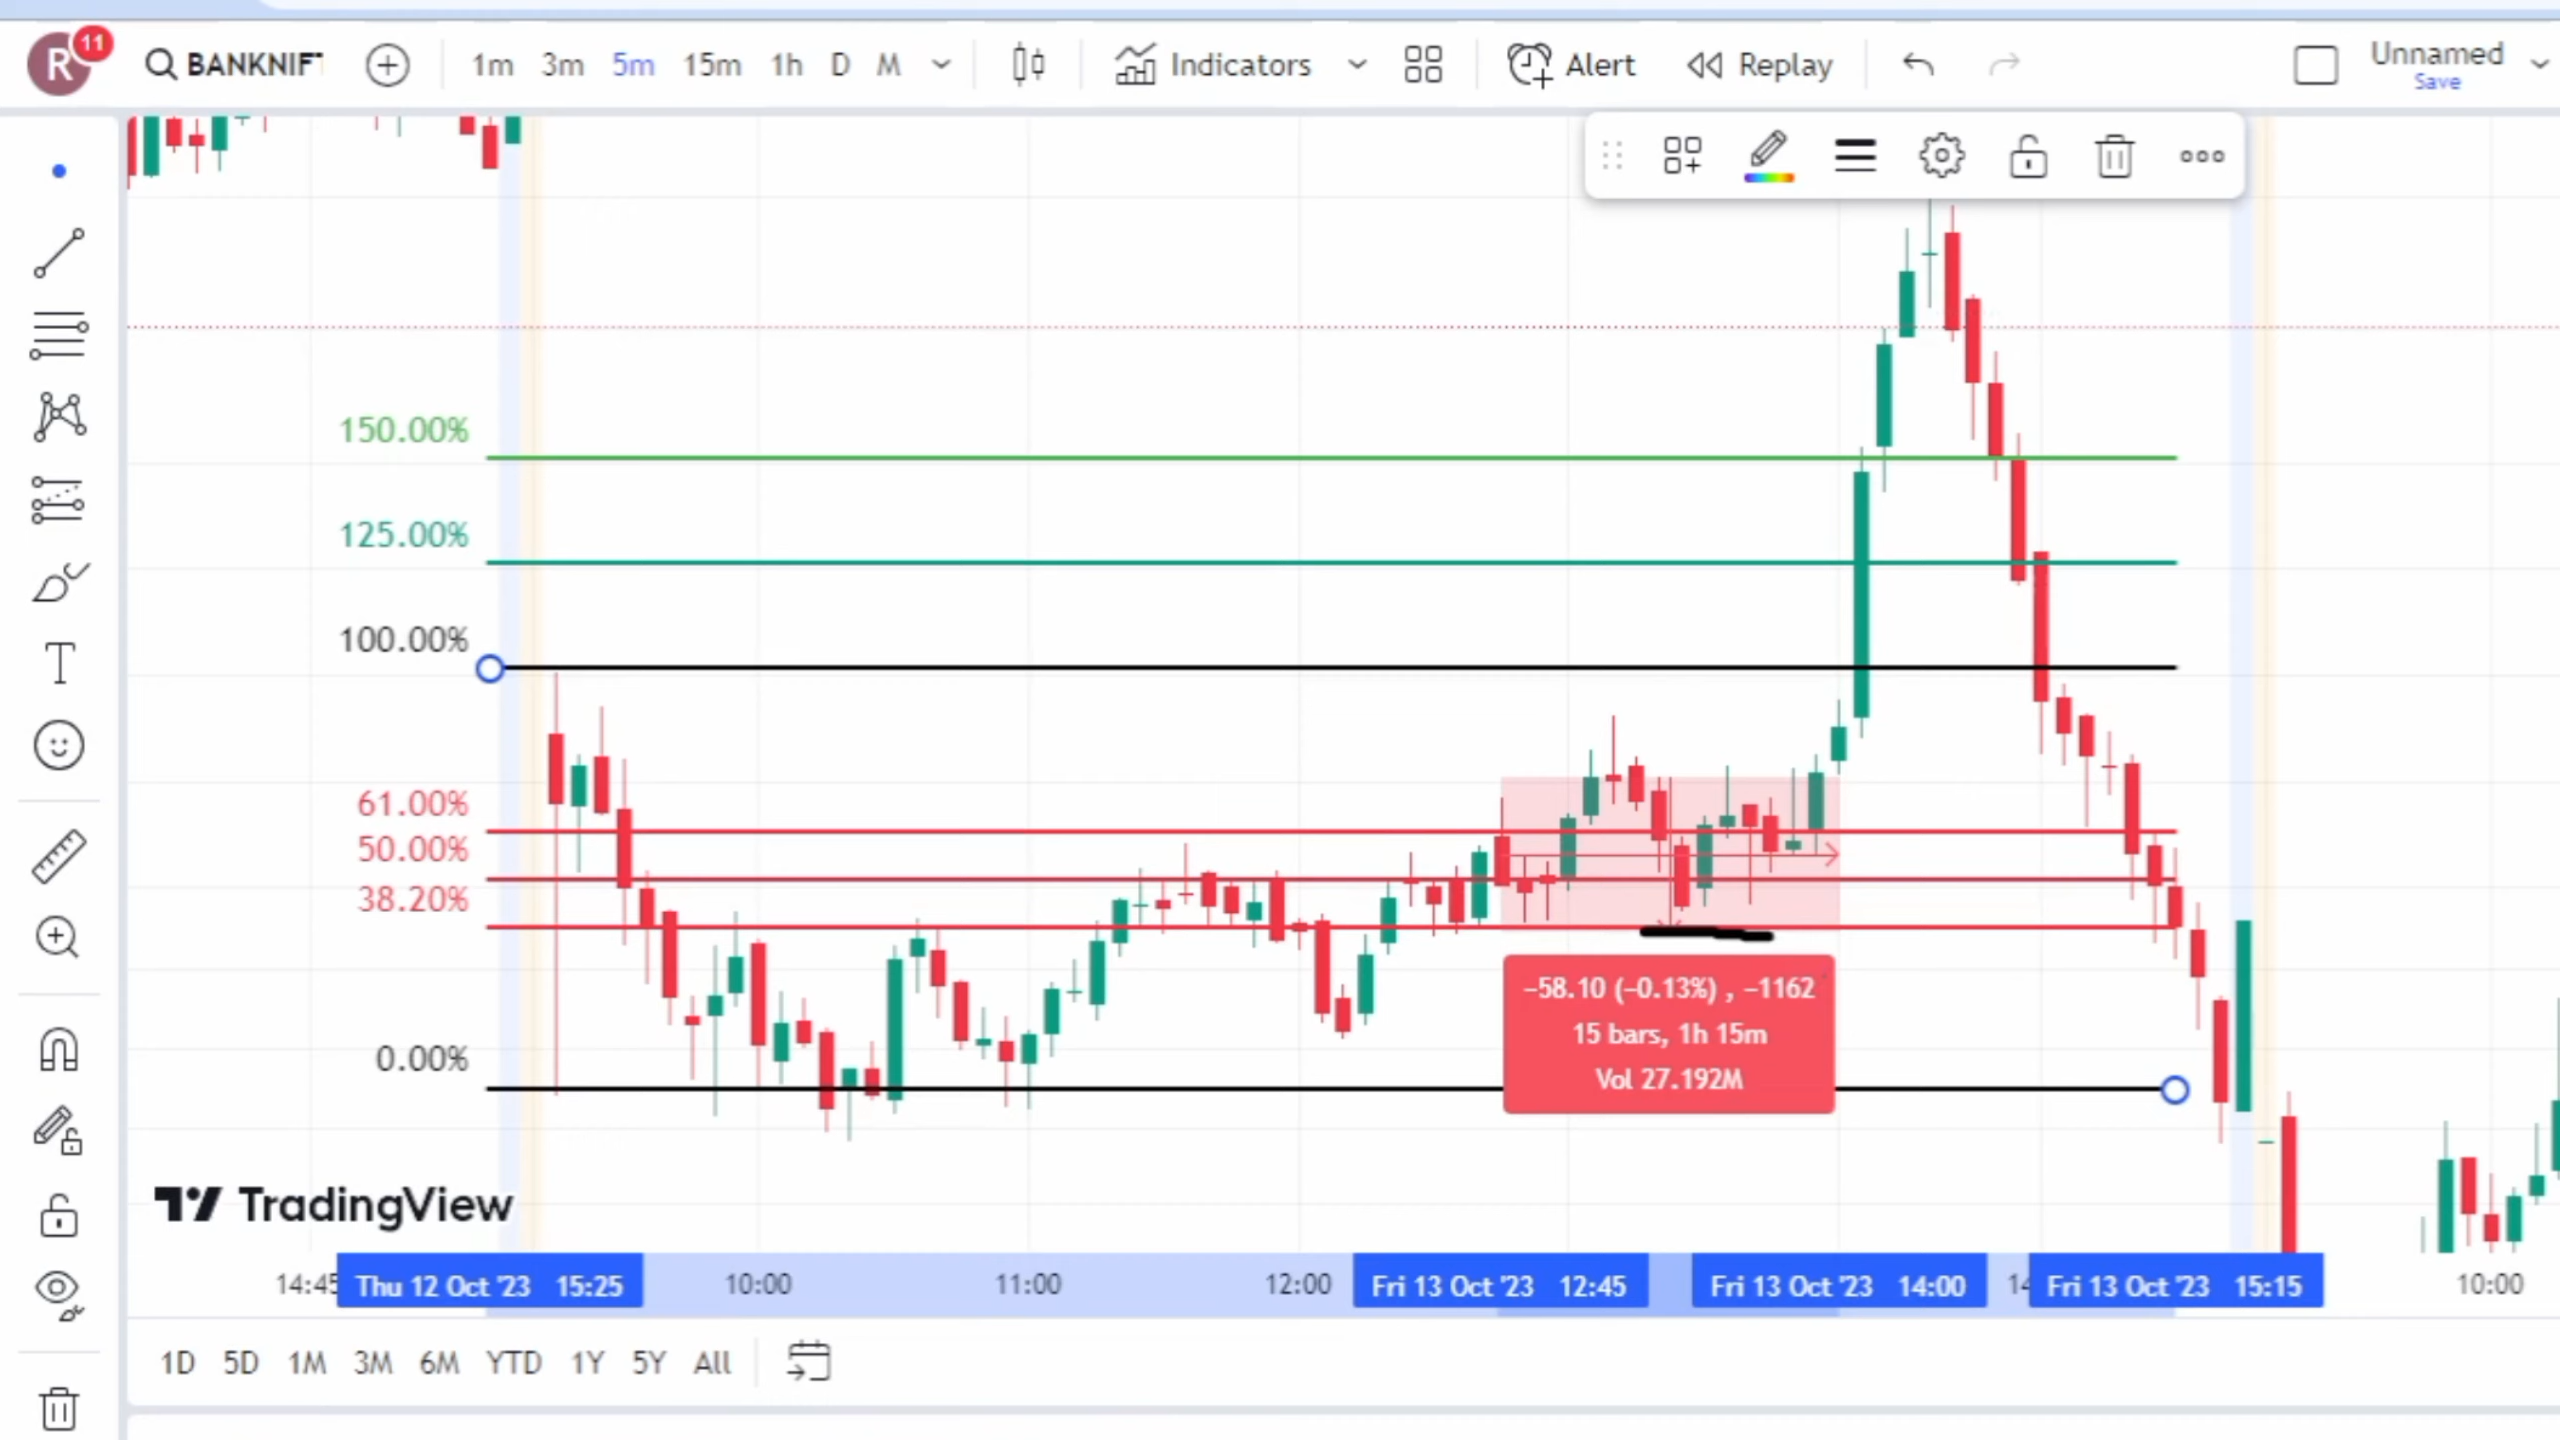 R 11 BANKNIFT 1m 3m 5m 15m 1h D M Indicators Alert Replay Unnamed
Save
150.00%
125.00%
100.00%
61.00%
50.00%
38.20%
0.00%
−58.10 (−0.13%) , −1162
15 bars, 1h 15m
Vol 27.192M
TradingView
14:45 Thu 12 Oct '23 15:25 10:00 11:00 12:00 Fri 13 Oct '23 12:45 Fri 13 Oct '23 14:00 14 Fri 13 Oct '23 15:15 10:00
1D 5D 1M 3M 6M YTD 1Y 5Y All